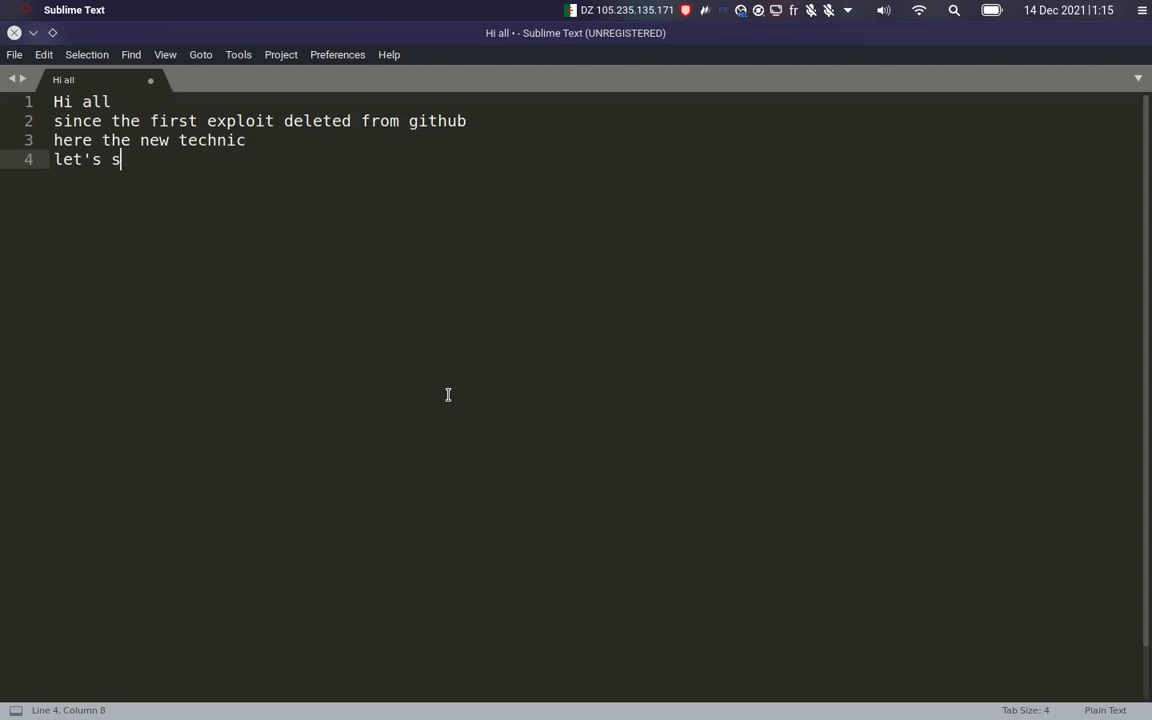 Sublime Text
DZ 105.235.135.171
FR
fr
14 Dec 2021 | 1:15
Hi all • - Sublime Text (UNREGISTERED)
File Edit Selection Find View Goto Tools Project Preferences Help
Hi all
1 Hi all
2 since the first exploit deleted from github
3 here the new technic
4 let's s
Line 4, Column 8
Tab Size: 4
Plain Text